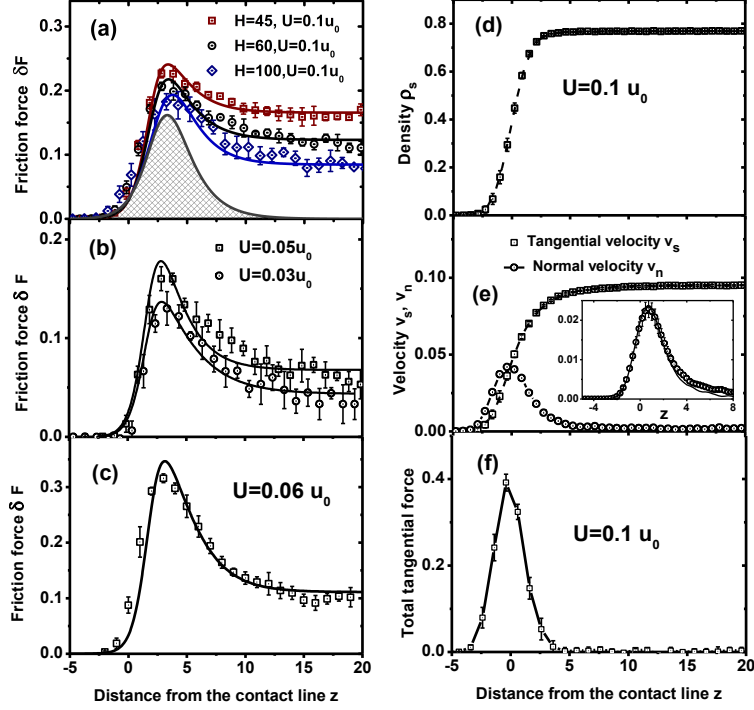 (a)
H=45, U=0.1u0
H=60,U=0.1u0
H=100,U=0.1u0
Friction force δF
0.3
0.2
0.1
0.0
(b)
U=0.05u0
U=0.03u0
Friction force δ F
0.2
0.1
0.0
(c)
U=0.06 u0
Friction force δ F
0.3
0.2
0.1
0.0
-5 0 5 10 15 20
Distance from the contact line z
(d)
U=0.1 u0
Density ρs
0.8
0.6
0.4
0.2
0.0
Tangential velocity vs
Normal velocity vn
(e)
Velocity vs, vn
0.10
0.05
0.00
0.02
0.01
0.00
-4 0 4 8
z
(f)
U=0.1 u0
Total tangential force
0.4
0.2
0.0
-5 0 5 10 15 20
Distance from the contact line z